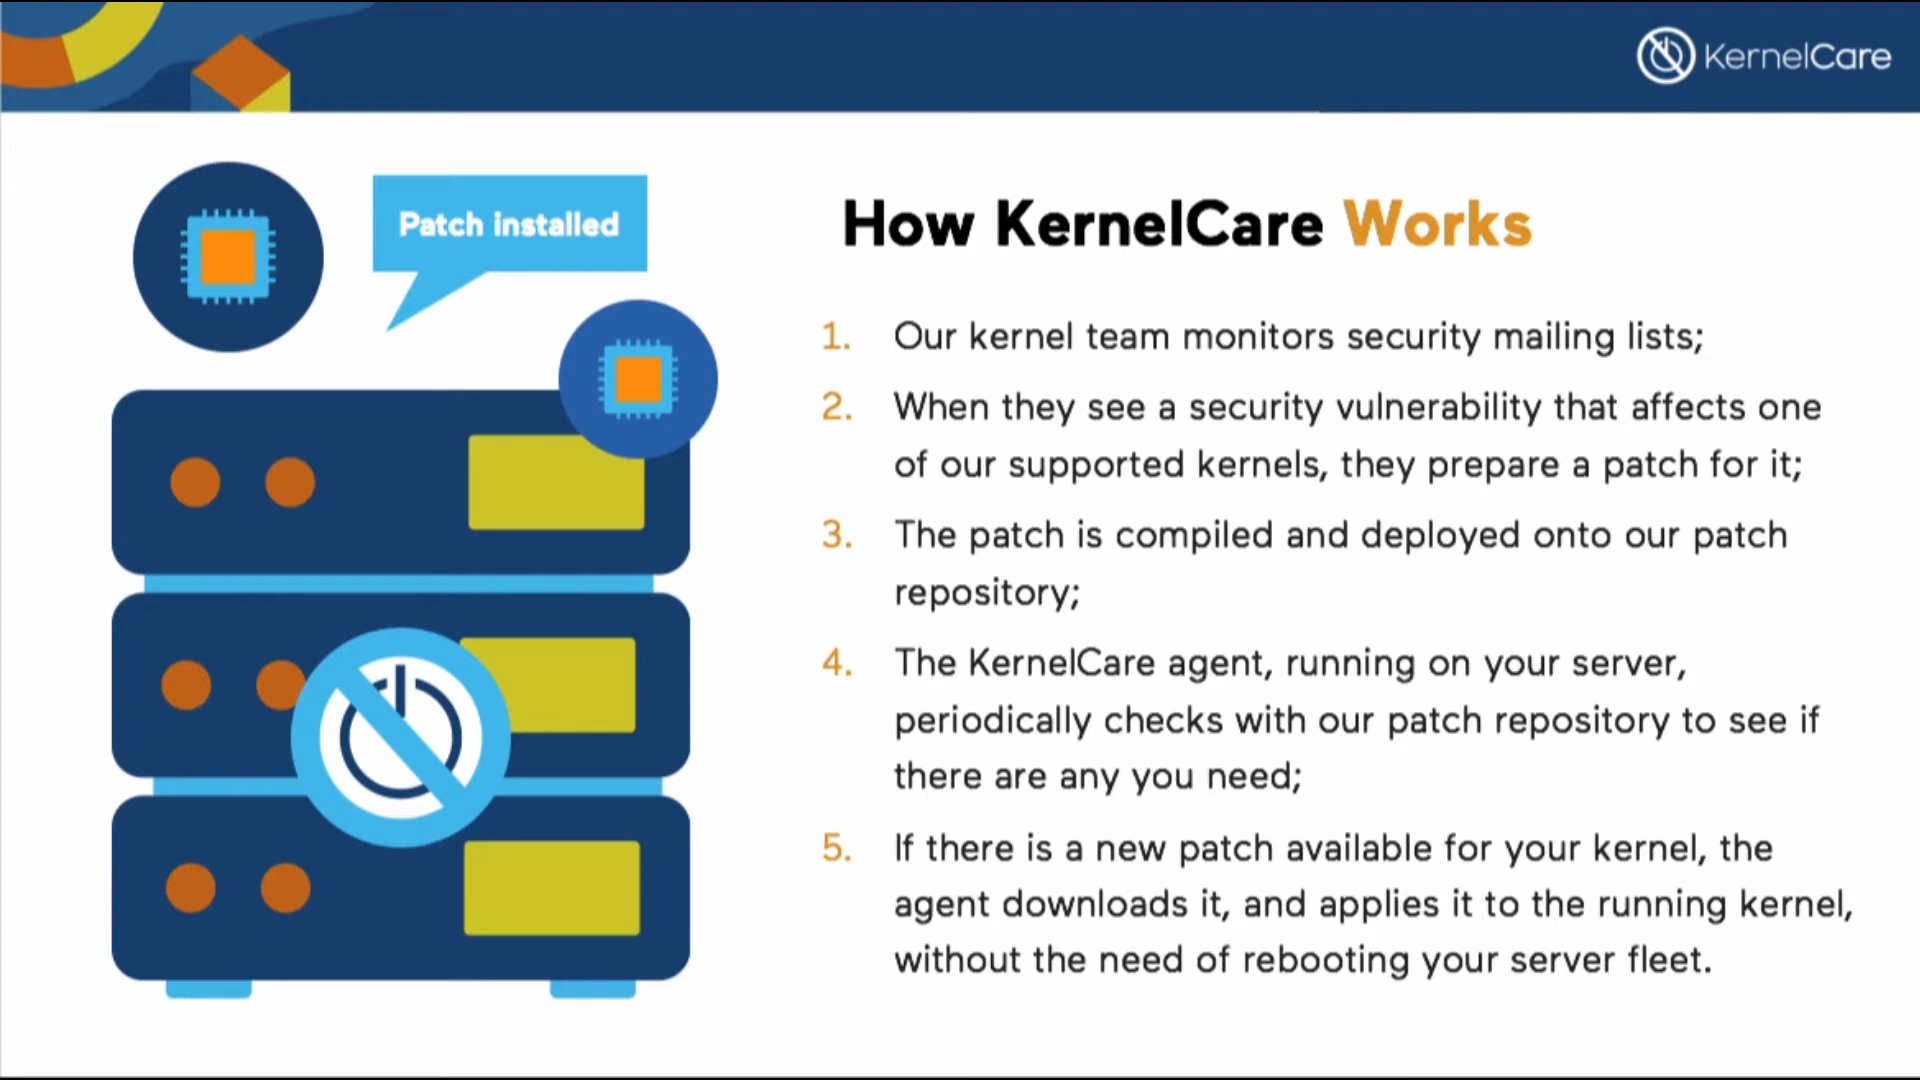 KernelCare
Patch installed
How KernelCare Works
1. Our kernel team monitors security mailing lists;
2. When they see a security vulnerability that affects one
of our supported kernels, they prepare a patch for it;
3. The patch is compiled and deployed onto our patch
repository;
4. The KernelCare agent, running on your server,
periodically checks with our patch repository to see if
there are any you need;
5. If there is a new patch available for your kernel, the
agent downloads it, and applies it to the running kernel,
without the need of rebooting your server fleet.